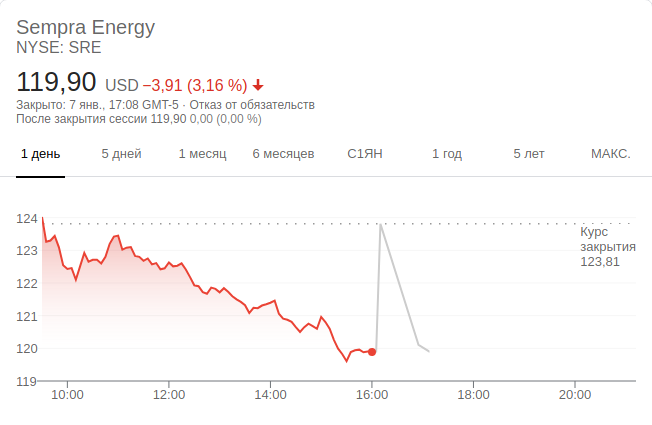 Sempra Energy
NYSE: SRE
119,90 USD −3,91 (3,16 %)
Закрыто: 7 янв., 17:08 GMT-5 · Отказ от обязательств
После закрытия сессии 119,90 0,00 (0,00 %)
1 день 5 дней 1 месяц 6 месяцев С1ЯН 1 год 5 лет МАКС.
124
123
122
121
120
119
Курс
закрытия
123,81
10:00 12:00 14:00 16:00 18:00 20:00